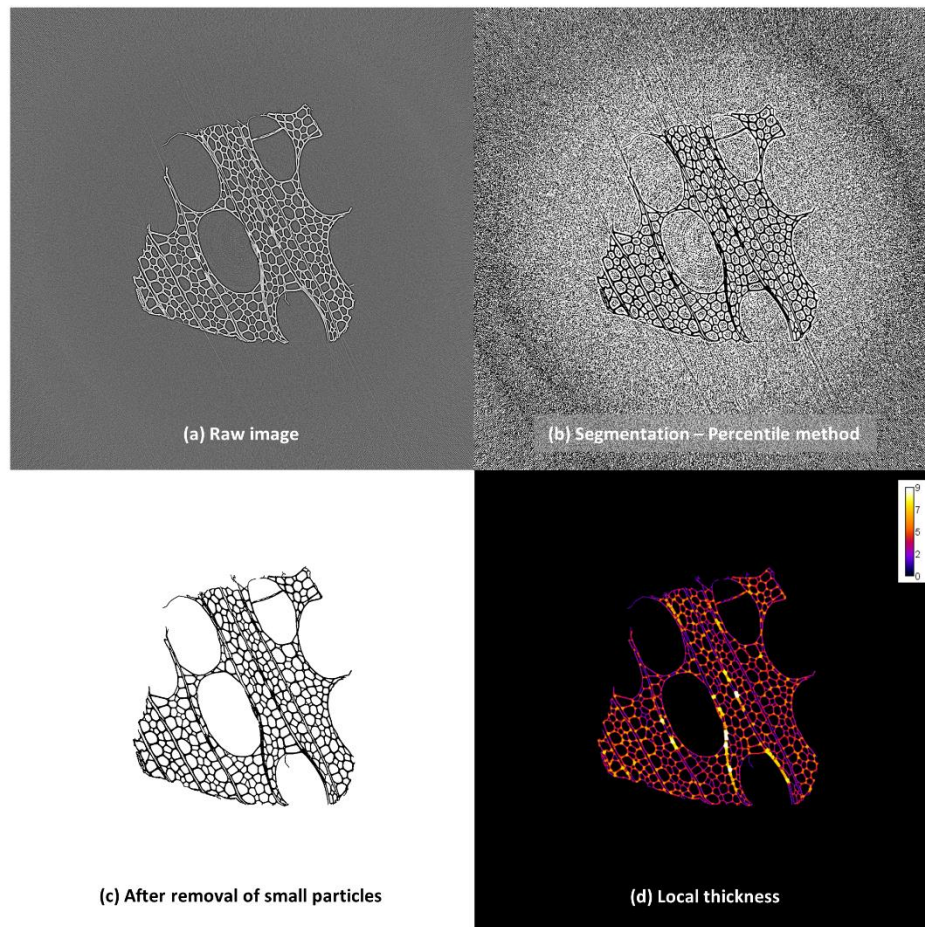 (a) Raw image
(b) Segmentation – Percentile method
9
7
5
2
0
(c) After removal of small particles
(d) Local thickness